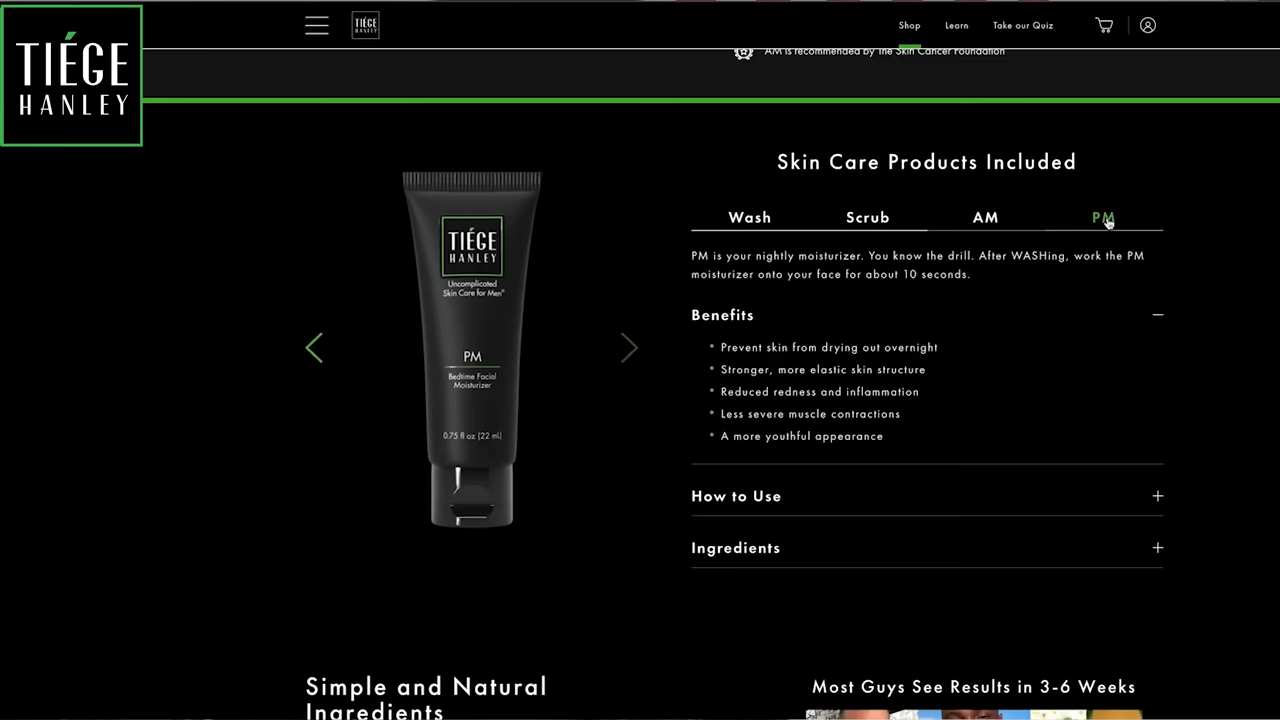 TIÉGE
HANLEY
TIÉGE
HANLEY
Shop
Learn
Take our Quiz
AM is recommended by The Skin Cancer Foundation
Skin Care Products Included
Wash
Scrub
AM
PM
PM is your nightly moisturizer. You know the drill. After WASHing, work the PM
moisturizer onto your face for about 10 seconds.
Benefits
Prevent skin from drying out overnight
Stronger, more elastic skin structure
Reduced redness and inflammation
Less severe muscle contractions
A more youthful appearance
How to Use
Ingredients
TIÉGE
HANLEY
Uncomplicated
Skin Care for Men®
PM
Bedtime Facial
Moisturizer
0.75 fl oz (22 mL)
Simple and Natural
Ingredients
Most Guys See Results in 3-6 Weeks